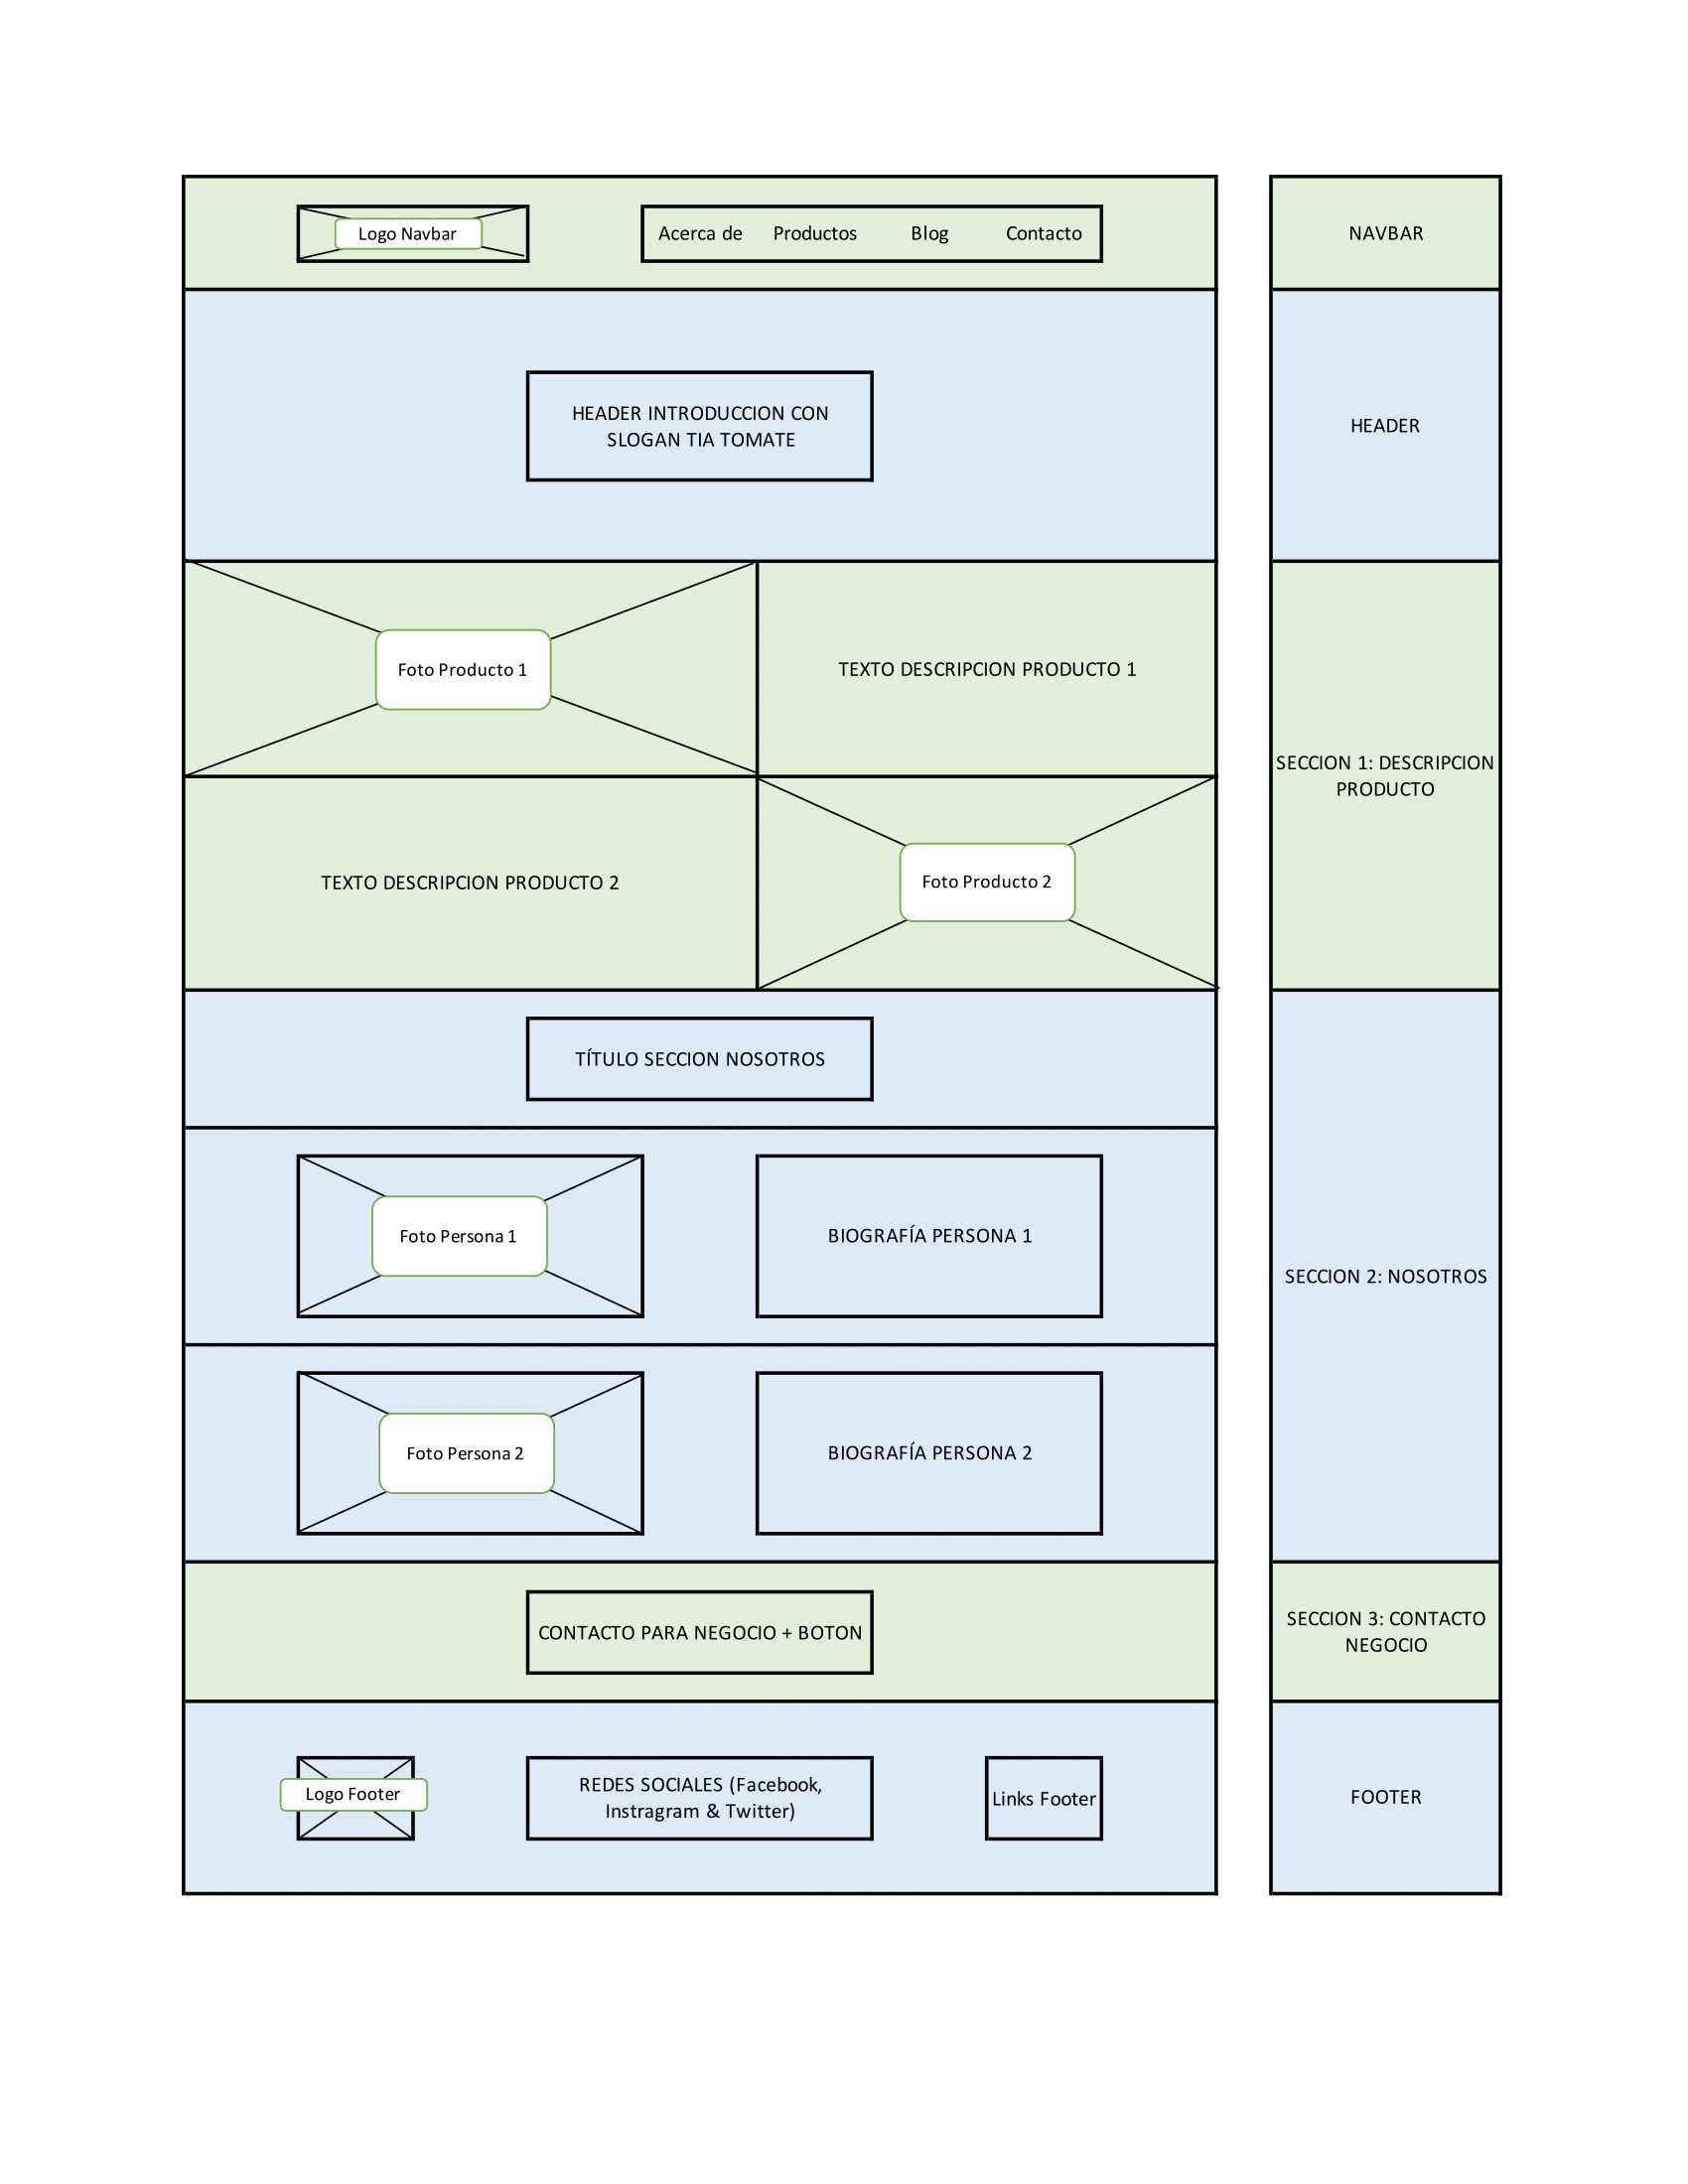 Logo Navbar
Acerca de Productos Blog Contacto
NAVBAR
HEADER INTRODUCCION CON
SLOGAN TIA TOMATE
HEADER
Foto Producto 1
TEXTO DESCRIPCION PRODUCTO 1
SECCION 1: DESCRIPCION
PRODUCTO
TEXTO DESCRIPCION PRODUCTO 2
Foto Producto 2
TÍTULO SECCION NOSOTROS
Foto Persona 1
BIOGRAFÍA PERSONA 1
SECCION 2: NOSOTROS
Foto Persona 2
BIOGRAFÍA PERSONA 2
CONTACTO PARA NEGOCIO + BOTON
SECCION 3: CONTACTO
NEGOCIO
Logo Footer
REDES SOCIALES (Facebook,
Instragram & Twitter)
Links Footer
FOOTER